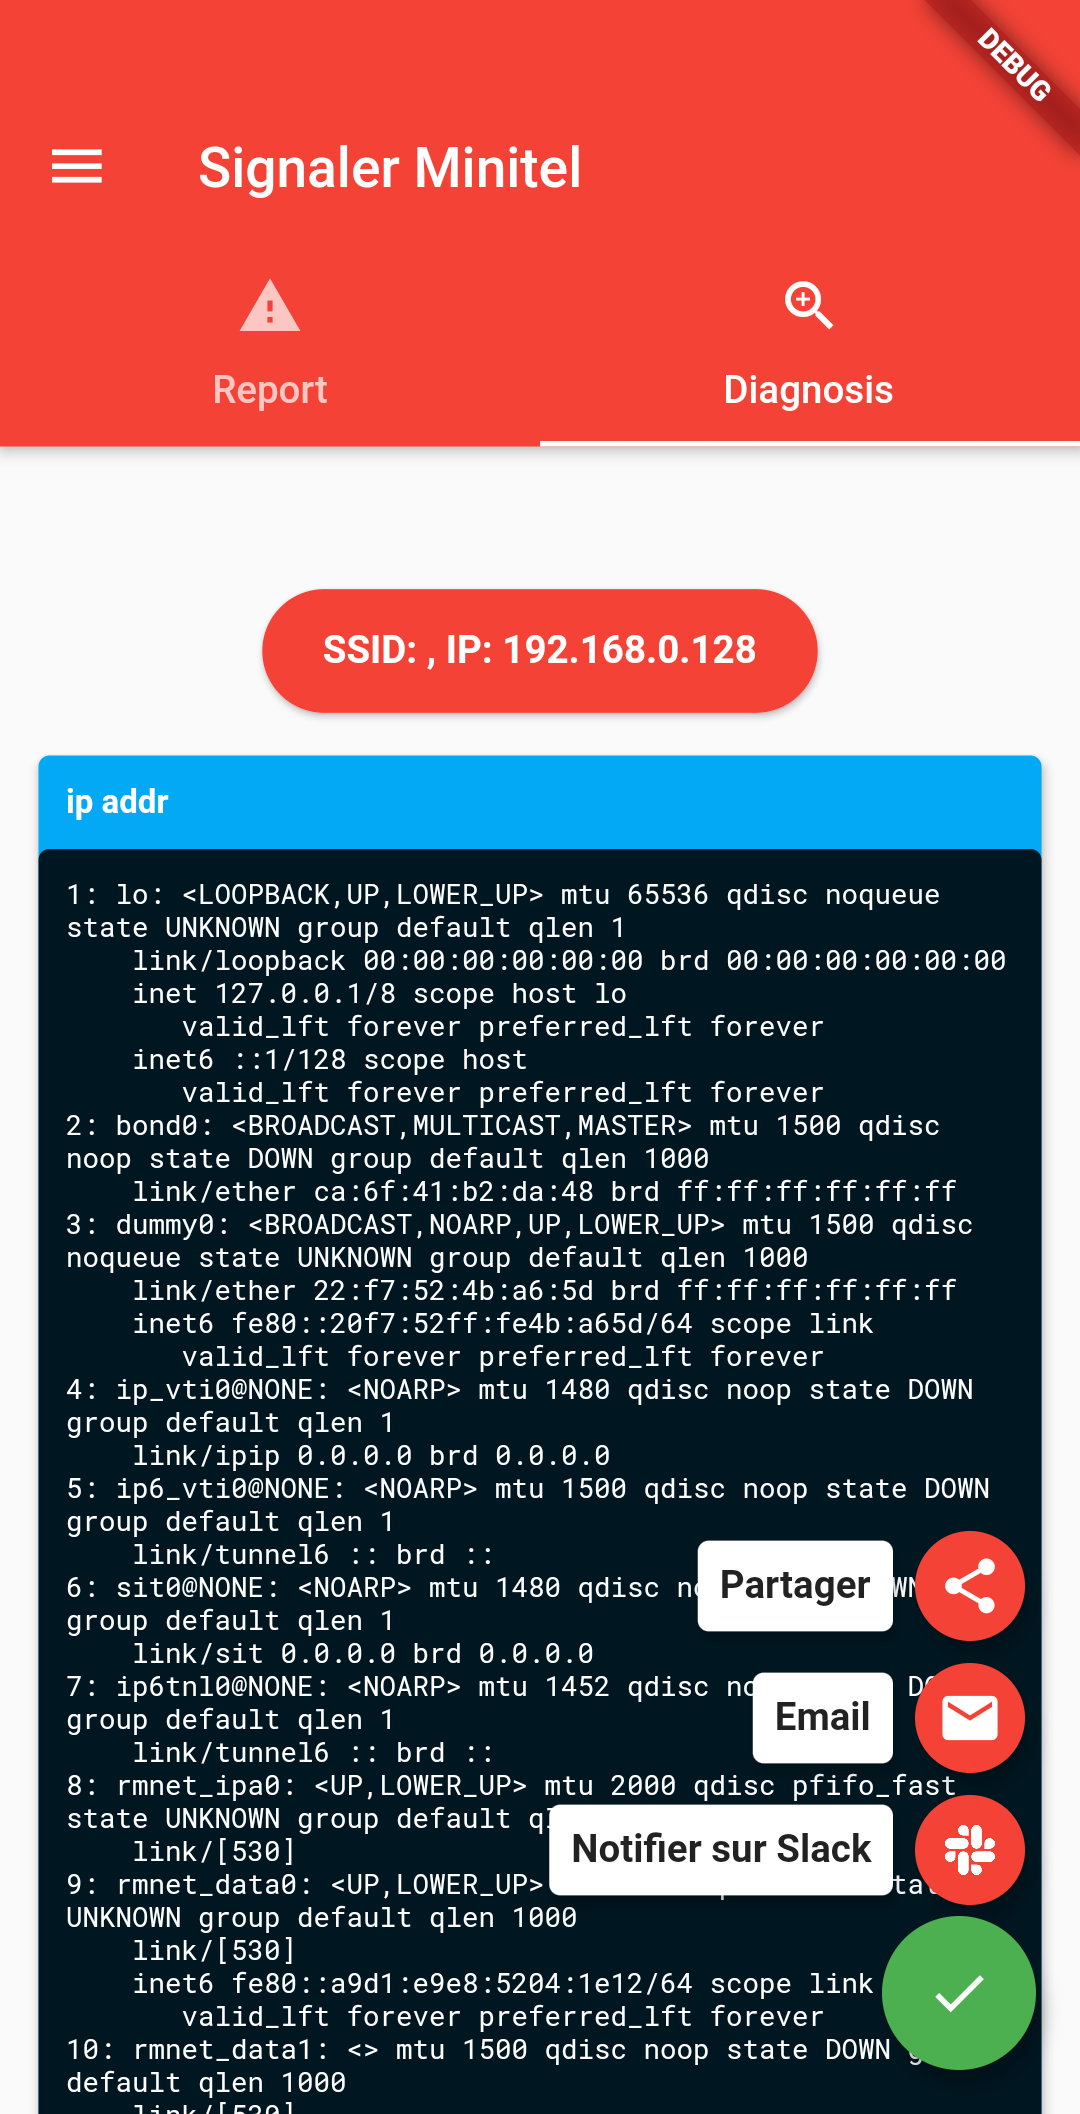 DEBUG
Signaler Minitel
Report
Diagnosis
SSID: , IP: 192.168.0.128
ip addr
1: lo: <LOOPBACK,UP,LOWER_UP> mtu 65536 qdisc noqueue
state UNKNOWN group default qlen 1
    link/loopback 00:00:00:00:00:00 brd 00:00:00:00:00:00
    inet 127.0.0.1/8 scope host lo
       valid_lft forever preferred_lft forever
    inet6 ::1/128 scope host
       valid_lft forever preferred_lft forever
2: bond0: <BROADCAST,MULTICAST,MASTER> mtu 1500 qdisc
noop state DOWN group default qlen 1000
    link/ether ca:6f:41:b2:da:48 brd ff:ff:ff:ff:ff:ff
3: dummy0: <BROADCAST,NOARP,UP,LOWER_UP> mtu 1500 qdisc
noqueue state UNKNOWN group default qlen 1000
    link/ether 22:f7:52:4b:a6:5d brd ff:ff:ff:ff:ff:ff
    inet6 fe80::20f7:52ff:fe4b:a65d/64 scope link
       valid_lft forever preferred_lft forever
4: ip_vti0@NONE: <NOARP> mtu 1480 qdisc noop state DOWN
group default qlen 1
    link/ipip 0.0.0.0 brd 0.0.0.0
5: ip6_vti0@NONE: <NOARP> mtu 1500 qdisc noop state DOWN
group default qlen 1
    link/tunnel6 :: brd ::
Partager
6: sit0@NONE: <NOARP> mtu 1480 qdisc
group default qlen 1
    link/sit 0.0.0.0 brd 0.0.0.0
7: ip6tnl0@NONE: <NOARP> mtu 1452 qdisc
Email
group default qlen 1
    link/tunnel6 :: brd ::
8: rmnet_ipa0: <UP,LOWER_UP> mtu 2000 qdisc pfifo_fast
state UNKNOWN group default
Notifier sur Slack
    link/[530]
9: rmnet_data0: <UP,LOWER_UP>
UNKNOWN group default qlen 1000
    link/[530]
    inet6 fe80::a9d1:e9e8:5204:1e12/64 scope link
       valid_lft forever preferred_lft forever
10: rmnet_data1: <> mtu 1500 qdisc noop state DOWN
default qlen 1000
    link/[530]